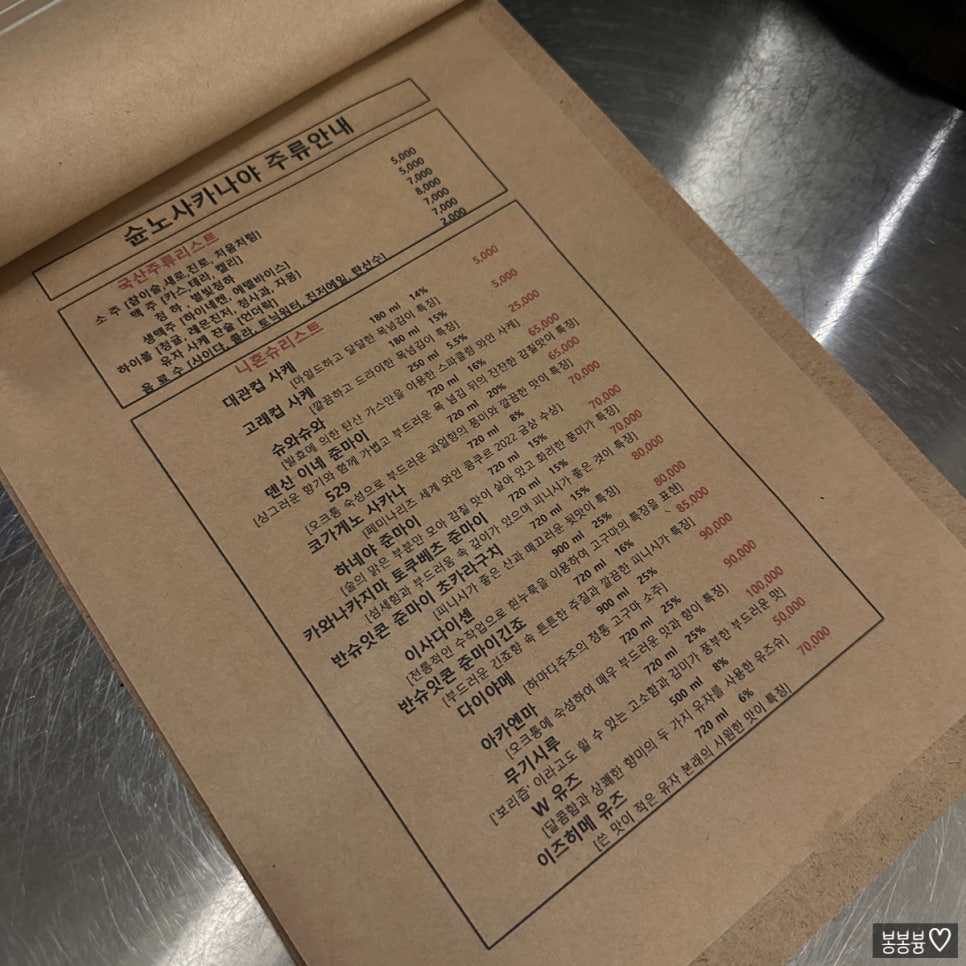 슌노사카나야 주류안내
국산주류리스트
소 주 [참이슬,새로,진로, 처음처럼] 5,000
맥 주 [카스,테라, 켈리] 5,000
청 하, 별빛청하 7,000
생맥주 [하이네켄, 에델바이스] 8,000
하이볼 [청귤, 레몬진저, 청사과, 자몽] 7,000
유자 사케 잔술 [언더락] 7,000
음 료 수 [사이다, 콜라, 토닉워터, 진저에일, 탄산수] 2,000
니혼슈리스트
대관컵 사케 180 ml 14% 5,000
[마일드하고 달달한 목넘김이 특징]
고래컵 사케 180 ml 15% 5,000
[깔끔하고 드라이한 목넘김이 특징]
슈와슈와 250 ml 5.5% 25,000
[발효에 의한 탄산 가스만을 이용한 스파클링 와인 사케]
덴신 이네 준마이 720 ml 16% 65,000
[싱그러운 향기와 함께 가볍고 부드러운 목 넘김 뒤의 잔잔한 감칠맛이 특징]
529 720 ml 20% 65,000
[오크통 숙성으로 부드러운 과일향의 풍미와 깔끔한 맛이 특징]
코가게노 사카나 720 ml 8% 70,000
[페미나리즈 세계 와인 콩쿠르 2022 금상 수상]
하네야 준마이 720 ml 15% 70,000
[술의 맑은 부분만 모아 감칠 맛이 살아 있고 화려한 풍미가 특징]
카와나카지마 토쿠베츠 준마이 720 ml 15% 70,000
[섬세함과 부드러움 속 깊이가 있으며 피니시가 좋은 것이 특징]
반슈잇콘 준마이 초카라구치 720 ml 15% 80,000
[피니시가 좋은 산과 매끄러운 뒷맛이 특징]
이사다이센 900 ml 25% 80,000
[전통적인 수작업으로 흰누룩을 이용하여 고구마의 특징을 표현]
반슈잇콘 준마이긴죠 720 ml 16% 85,000
[부드러운 긴죠향 속 튼튼한 주질과 깔끔한 피니시가 특징]
다이야메 900 ml 25% 90,000
[하마다주조의 정통 고구마 소주]
아카엔마 720 ml 25% 90,000
[오크통에 숙성하여 매우 부드러운 맛과 향이 특징]
무기시루 720 ml 25% 100,000
['보리즙' 이라고도 할 수 있는 고소함과 감미가 풍부한 부드러운 맛]
W 유즈 500 ml 8% 50,000
[달콤함과 상쾌한 향미의 두 가지 유자를 사용한 유즈슈]
이즈히메 유즈 720 ml 6% 70,000
[쓴 맛이 적은 유자 본래의 시원한 맛이 특징]
봉봉뿅♡